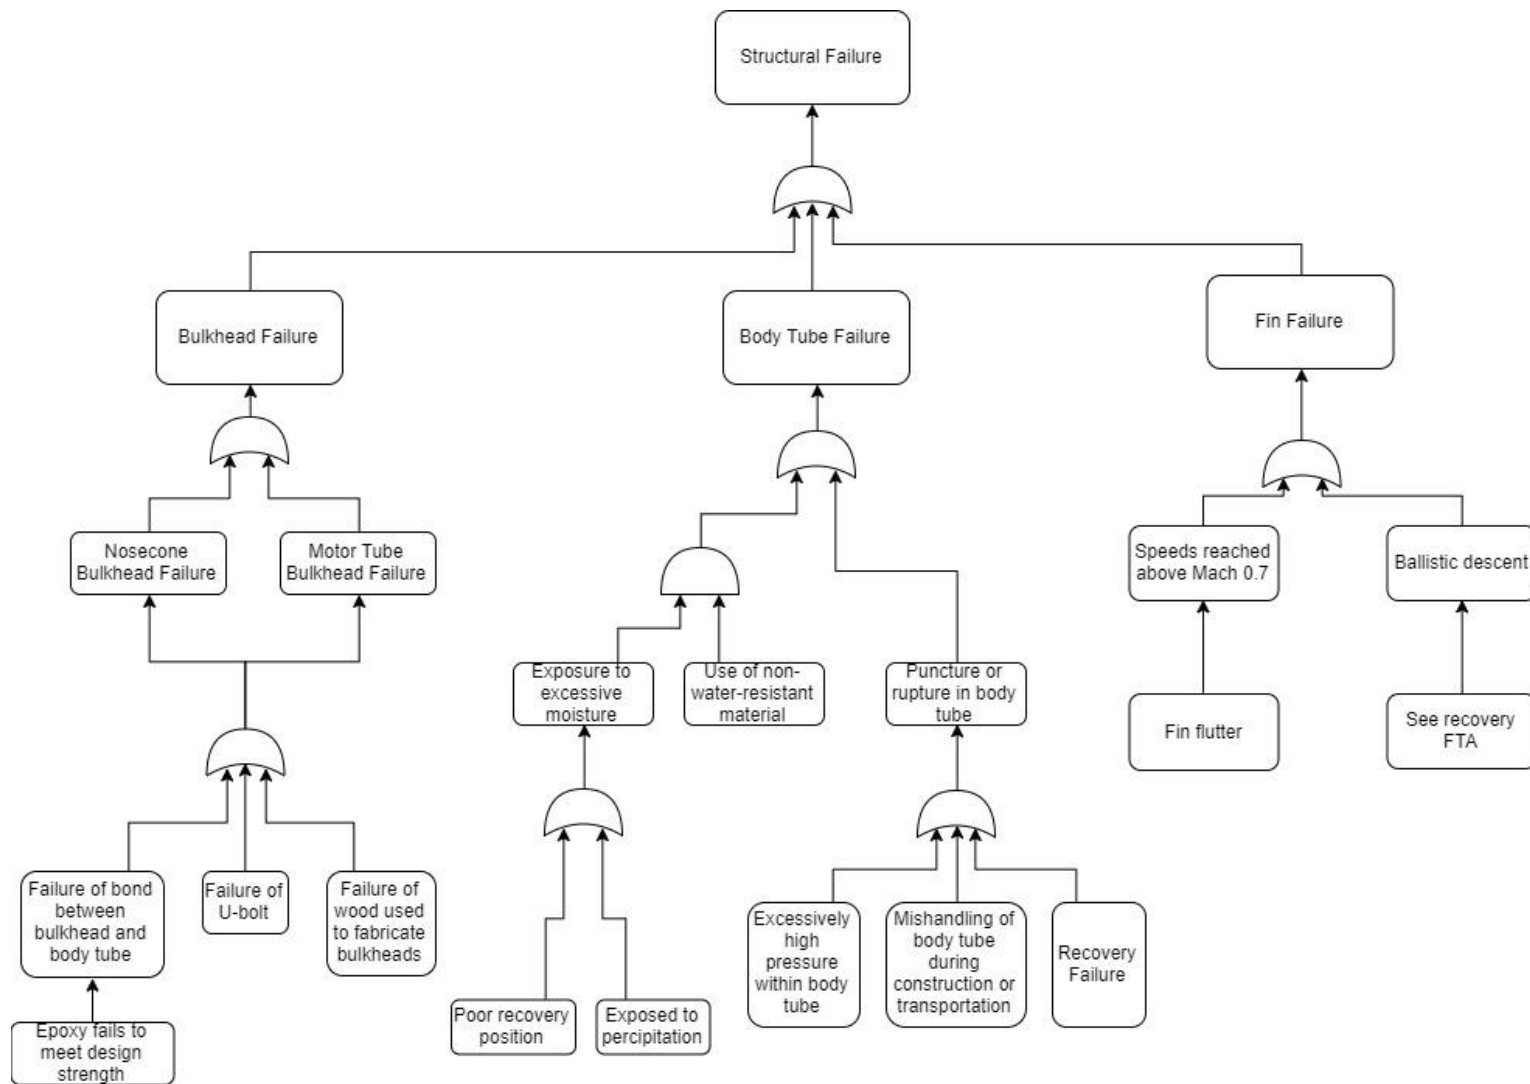 Structural Failure
Bulkhead Failure
Body Tube Failure
Fin Failure
Nosecone
Bulkhead Failure
Motor Tube
Bulkhead Failure
Speeds reached
above Mach 0.7
Ballistic descent
Exposure to
excessive
moisture
Use of non-
water-resistant
material
Puncture or
rupture in body
tube
Fin flutter
See recovery
FTA
Failure of bond
between
bulkhead and
body tube
Failure of
U-bolt
Failure of
wood used
to fabricate
bulkheads
Excessively
high
pressure
within body
tube
Mishandling of
body tube
during
construction or
transportation
Recovery
Failure
Epoxy fails to
meet design
strength
Poor recovery
position
Exposed to
percipitation